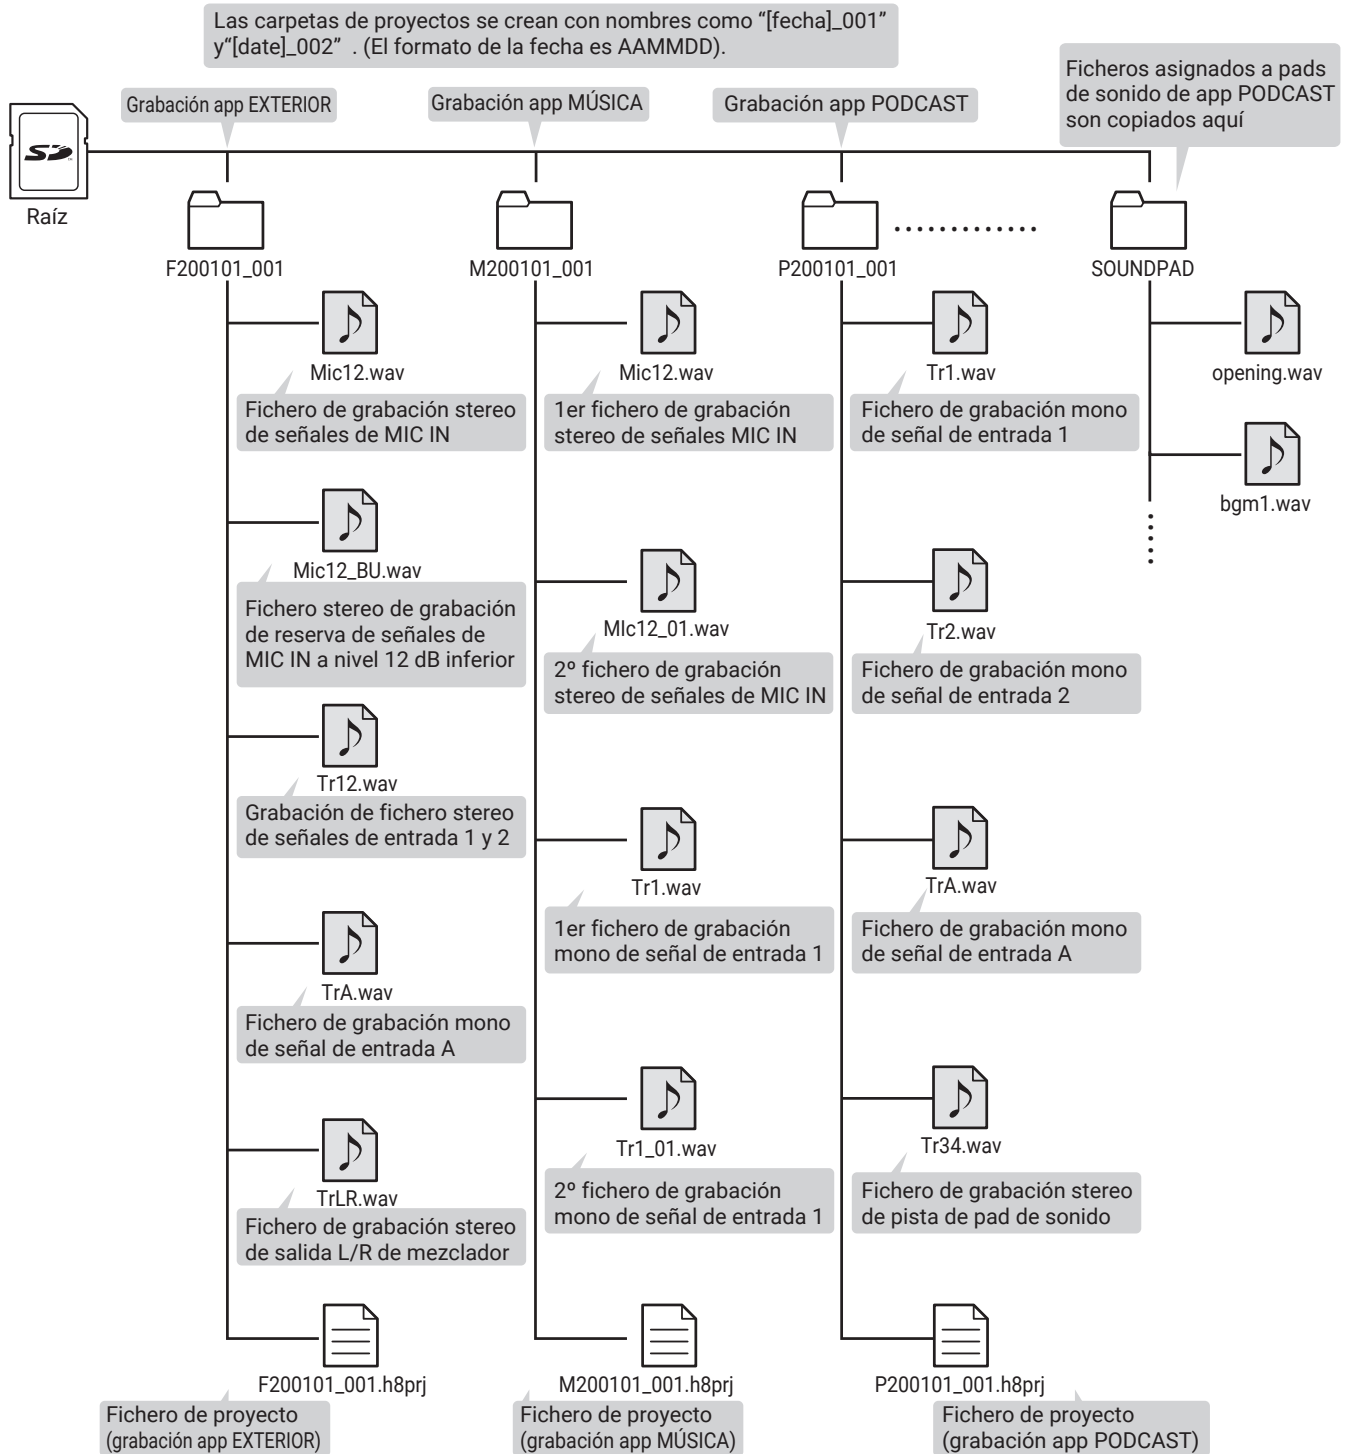 Las carpetas de proyectos se crean con nombres como “[fecha]_001”
y“[date]_002” . (El formato de la fecha es AAMMDD).
Ficheros asignados a pads
de sonido de app PODCAST
son copiados aquí
Grabación app EXTERIOR
Grabación app MÚSICA
Grabación app PODCAST
SD
Raíz
F200101_001
M200101_001
P200101_001
SOUNDPAD
Mic12.wav
Fichero de grabación stereo
de señales de MIC IN
Mic12_BU.wav
Fichero stereo de grabación
de reserva de señales de
MIC IN a nivel 12 dB inferior
Tr12.wav
Grabación de fichero stereo
de señales de entrada 1 y 2
TrA.wav
Fichero de grabación mono
de señal de entrada A
TrLR.wav
Fichero de grabación stereo
de salida L/R de mezclador
F200101_001.h8prj
Fichero de proyecto
(grabación app EXTERIOR)
Mic12.wav
1er fichero de grabación
stereo de señales MIC IN
MIc12_01.wav
2º fichero de grabación
stereo de señales de MIC IN
Tr1.wav
1er fichero de grabación
mono de señal de entrada 1
Tr1_01.wav
2º fichero de grabación
mono de señal de entrada 1
M200101_001.h8prj
Fichero de proyecto
(grabación app MÚSICA)
Tr1.wav
Fichero de grabación mono
de señal de entrada 1
Tr2.wav
Fichero de grabación mono
de señal de entrada 2
TrA.wav
Fichero de grabación mono
de señal de entrada A
Tr34.wav
Fichero de grabación stereo
de pista de pad de sonido
P200101_001.h8prj
Fichero de proyecto
(grabación app PODCAST)
opening.wav
bgm1.wav